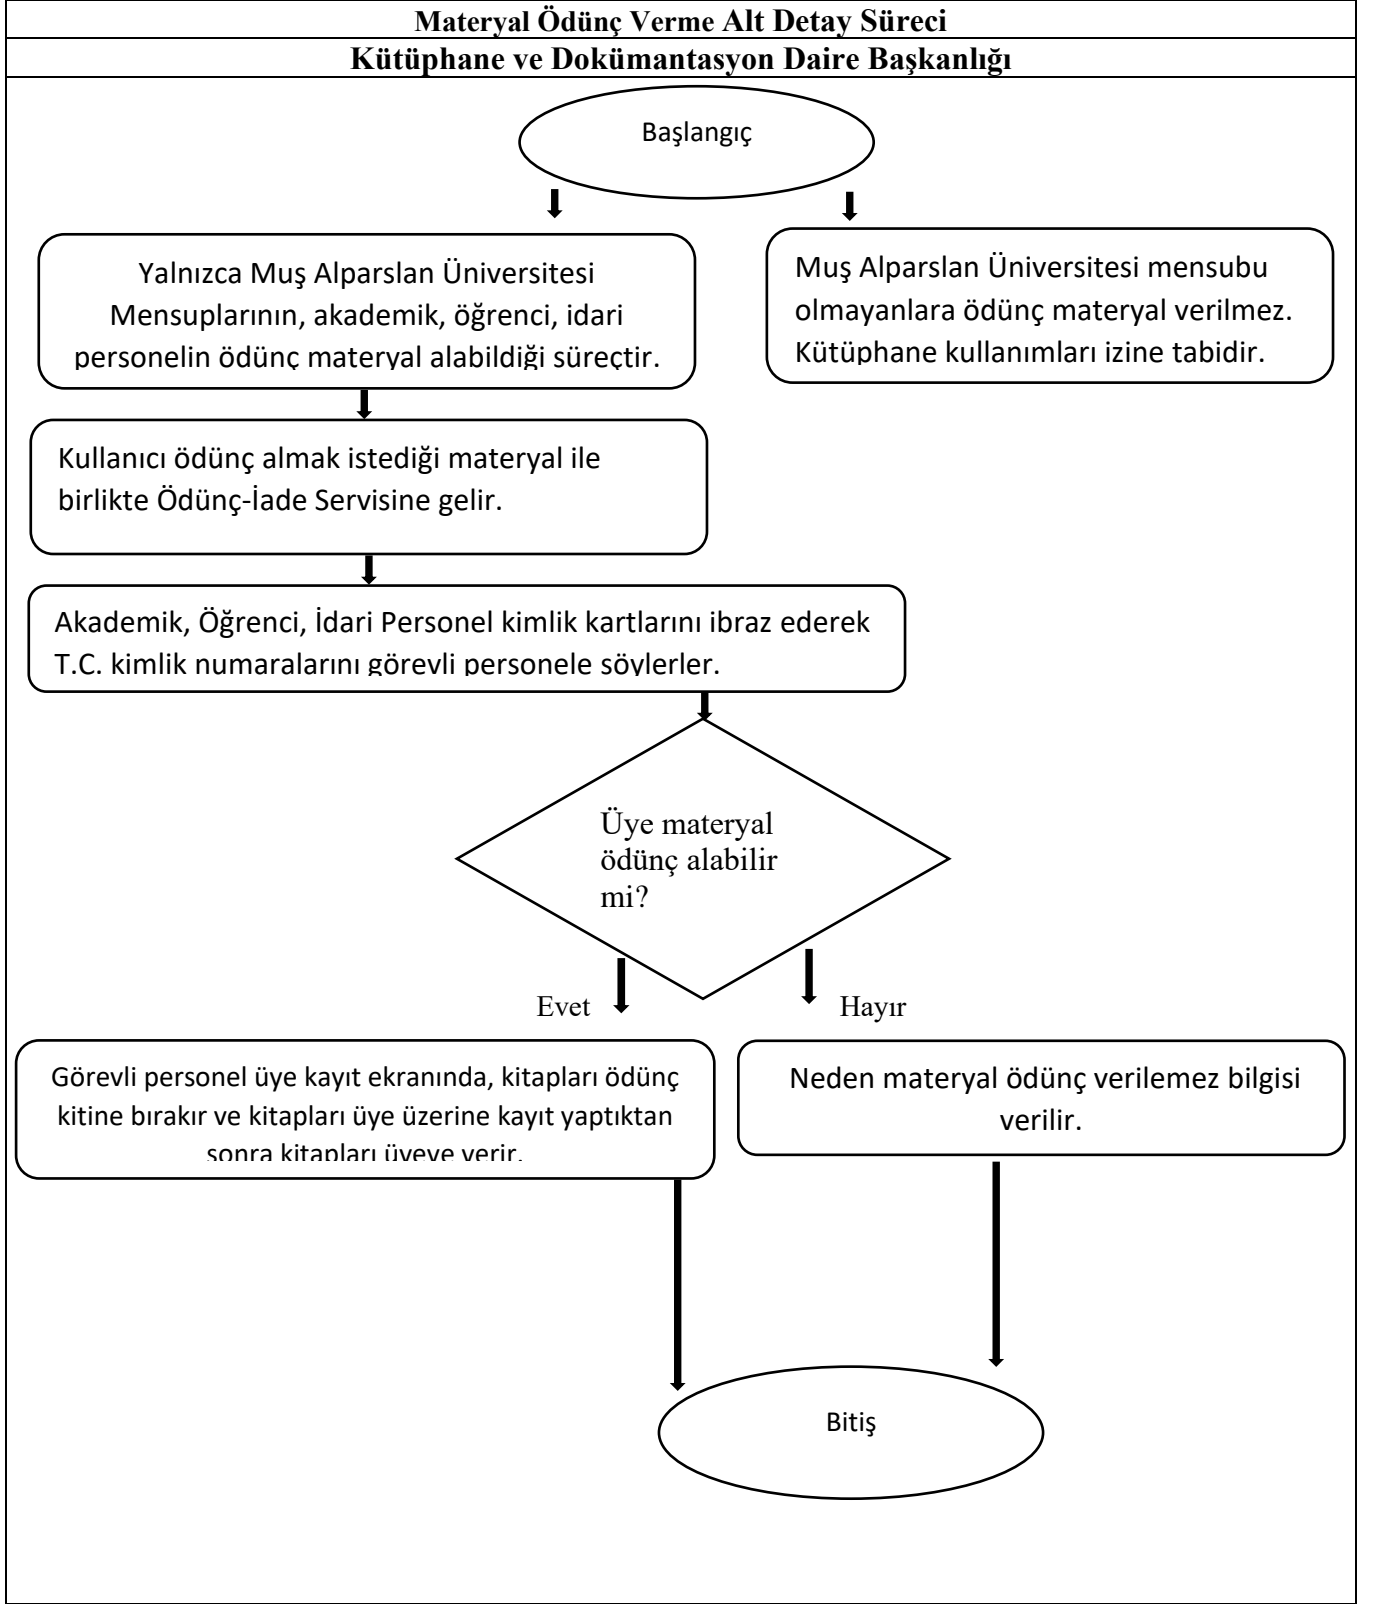 Materyal Ödünç Verme Alt Detay Süreci
Kütüphane ve Dokümantasyon Daire Başkanlığı
Başlangıç
Yalnızca Muş Alparslan Üniversitesi
Mensuplarının, akademik, öğrenci, idari
personelin ödünç materyal alabildiği süreçtir.
Muş Alparslan Üniversitesi mensubu
olmayanlara ödünç materyal verilmez.
Kütüphane kullanımları izine tabidir.
Kullanıcı ödünç almak istediği materyal ile
birlikte Ödünç-İade Servisine gelir.
Akademik, Öğrenci, İdari Personel kimlik kartlarını ibraz ederek
T.C. kimlik numaralarını görevli personele söylerler.
Üye materyal
ödünç alabilir
mi?
Evet
Hayır
Görevli personel üye kayıt ekranında, kitapları ödünç
kitine bırakır ve kitapları üye üzerine kayıt yaptıktan
sonra kitapları üyeye verir.
Neden materyal ödünç verilemez bilgisi
verilir.
Bitiş